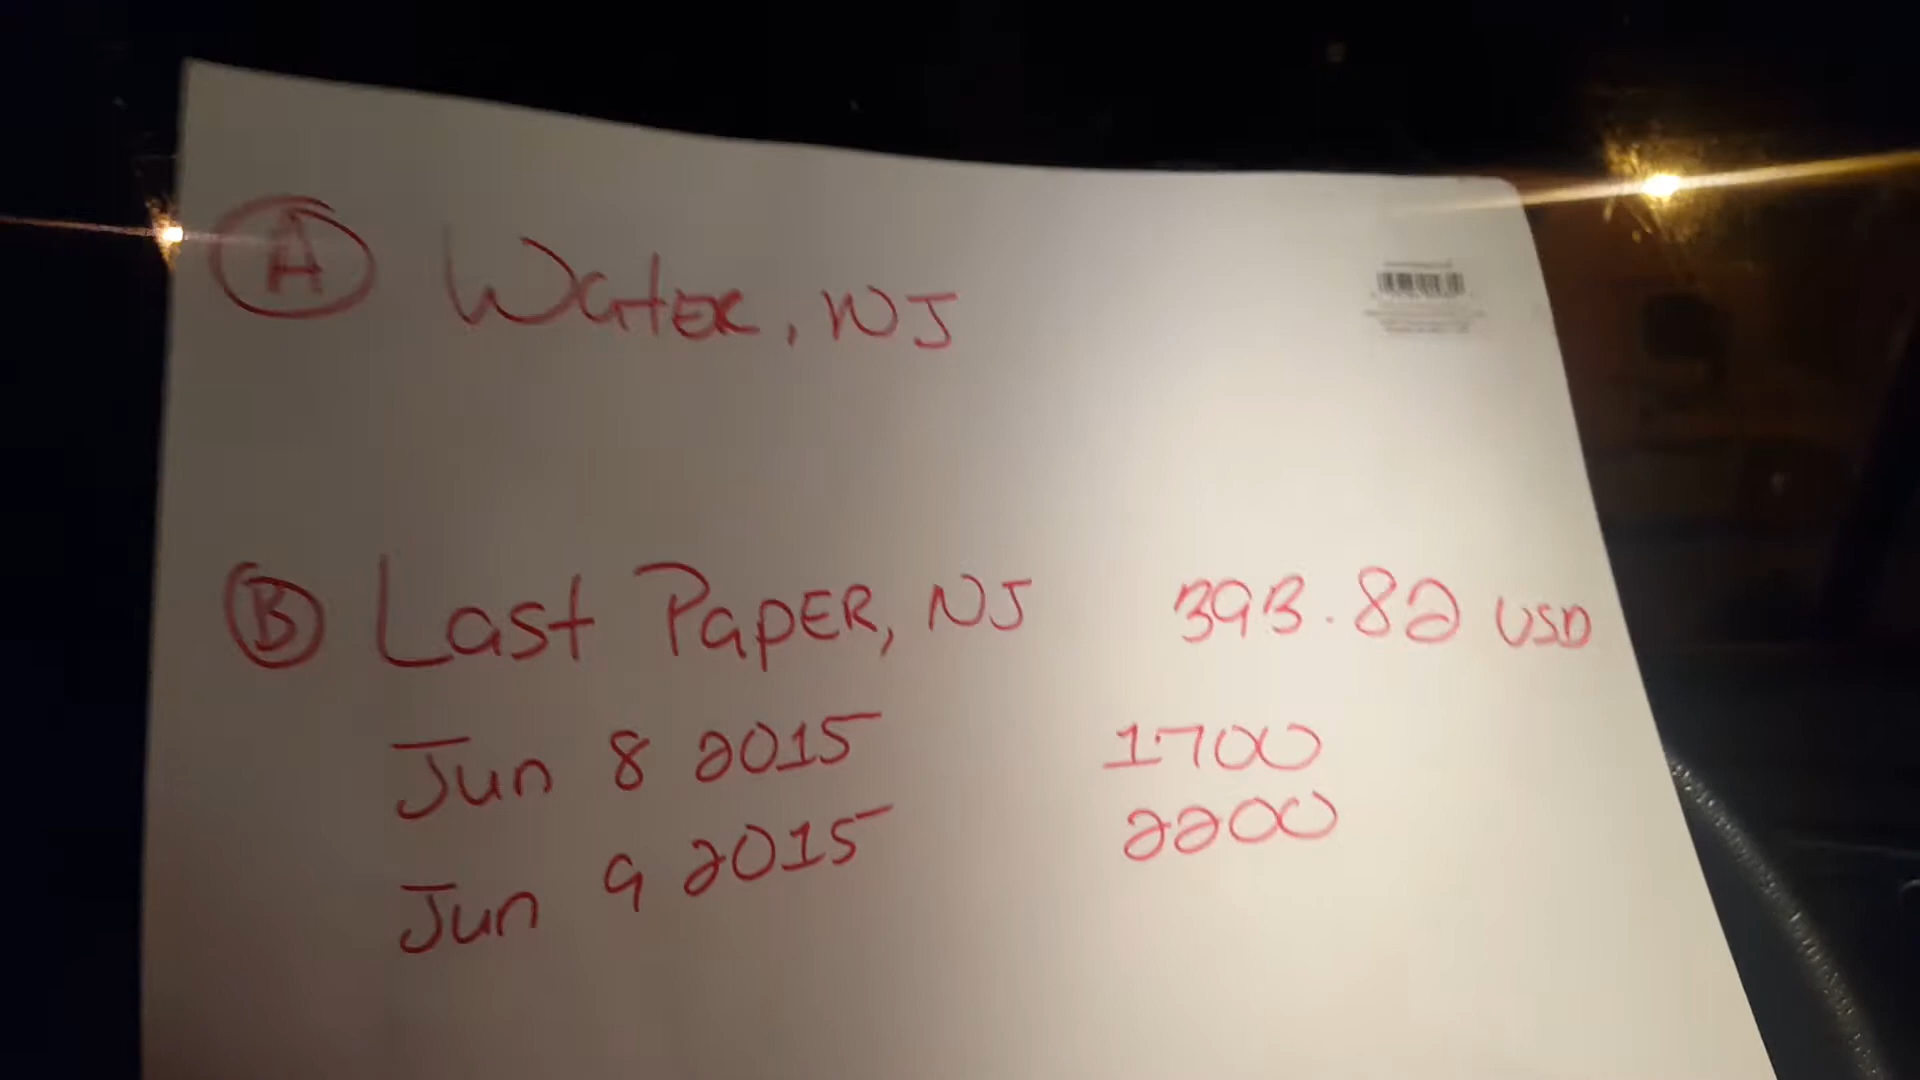 A Water, NJ
B Last Paper, NJ 393.82 USD
Jun 8 2015 1700
Jun 9 2015 2200